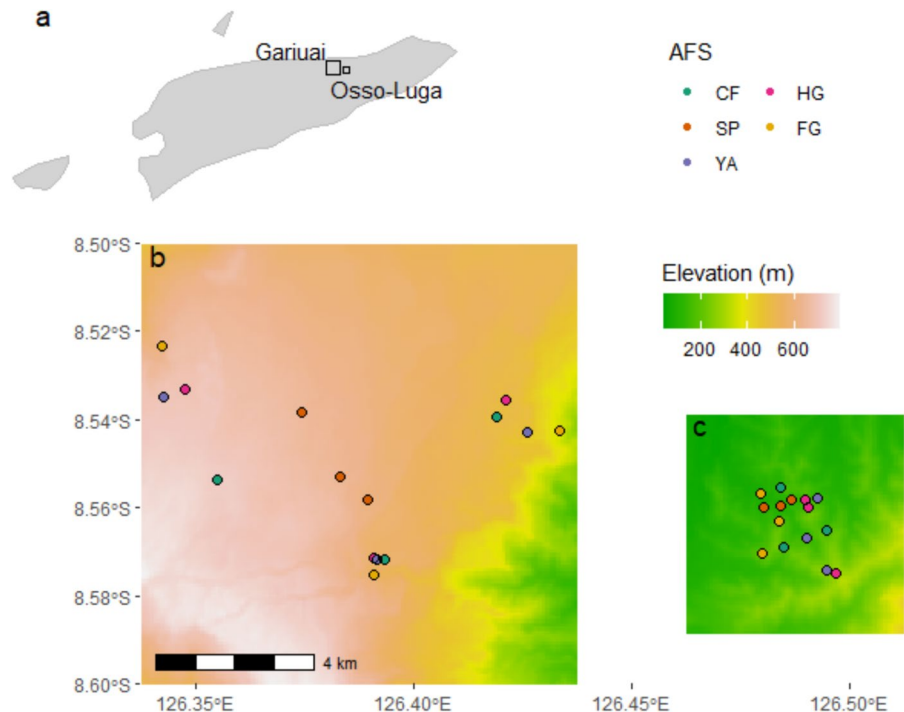 a
Gariuai
Osso-Luga
AFS
CF HG
SP FG
YA
Elevation (m)
200 400 600
b
c
8.50°S
8.52°S
8.54°S
8.56°S
8.58°S
8.60°S
4 km
126.35°E 126.40°E 126.45°E 126.50°E